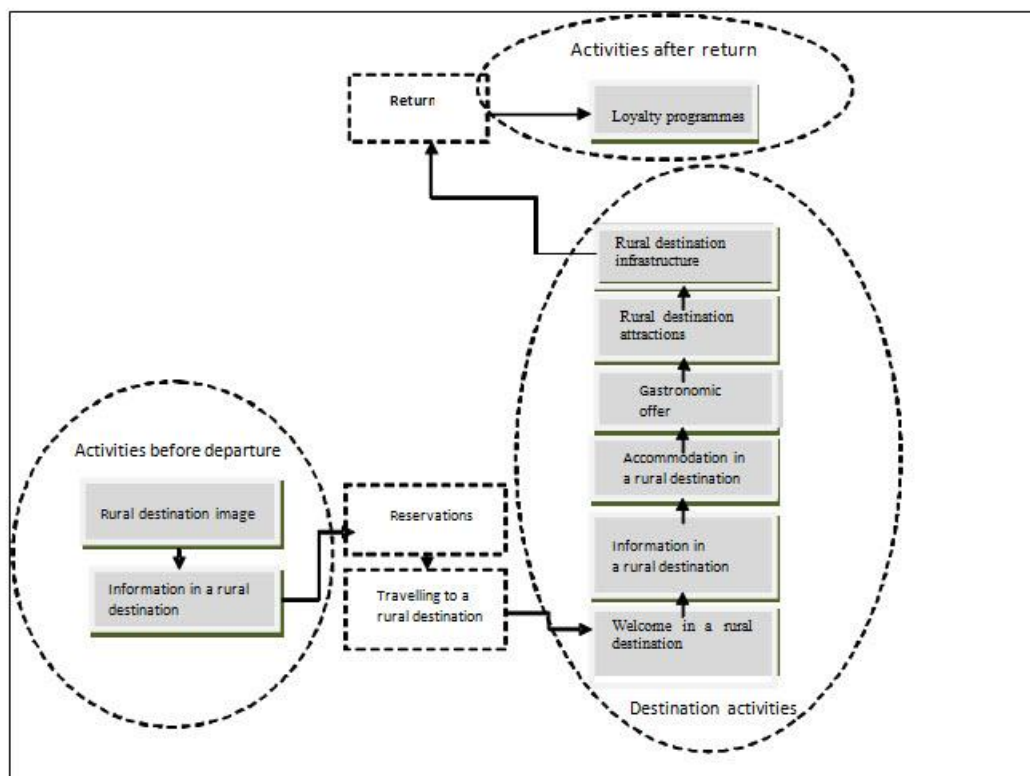 Activities after return
Return
Loyalty programmes
Rural destination
infrastructure
Rural destination
attractions
Gastronomic
offer
Accommodation in
a rural destination
Information in
a rural destination
Welcome in a rural
destination
Destination activities
Activities before departure
Rural destination image
Information in a rural
destination
Reservations
Travelling to a
rural destination